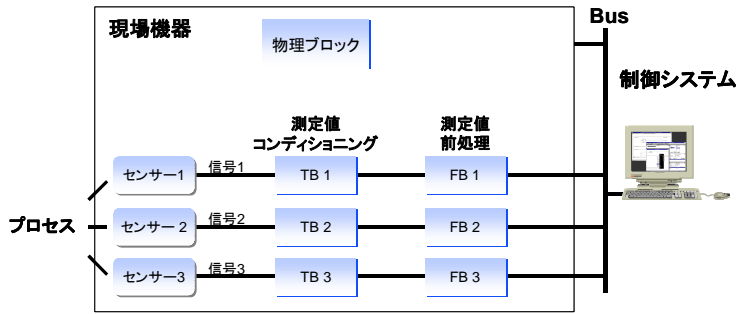 現場機器
物理ブロック
Bus
制御システム
測定値
コンディショニング
測定値
前処理
センサー1
信号1
TB 1
FB 1
プロセス
センサー 2
信号2
TB 2
FB 2
センサー3
信号3
TB 3
FB 3